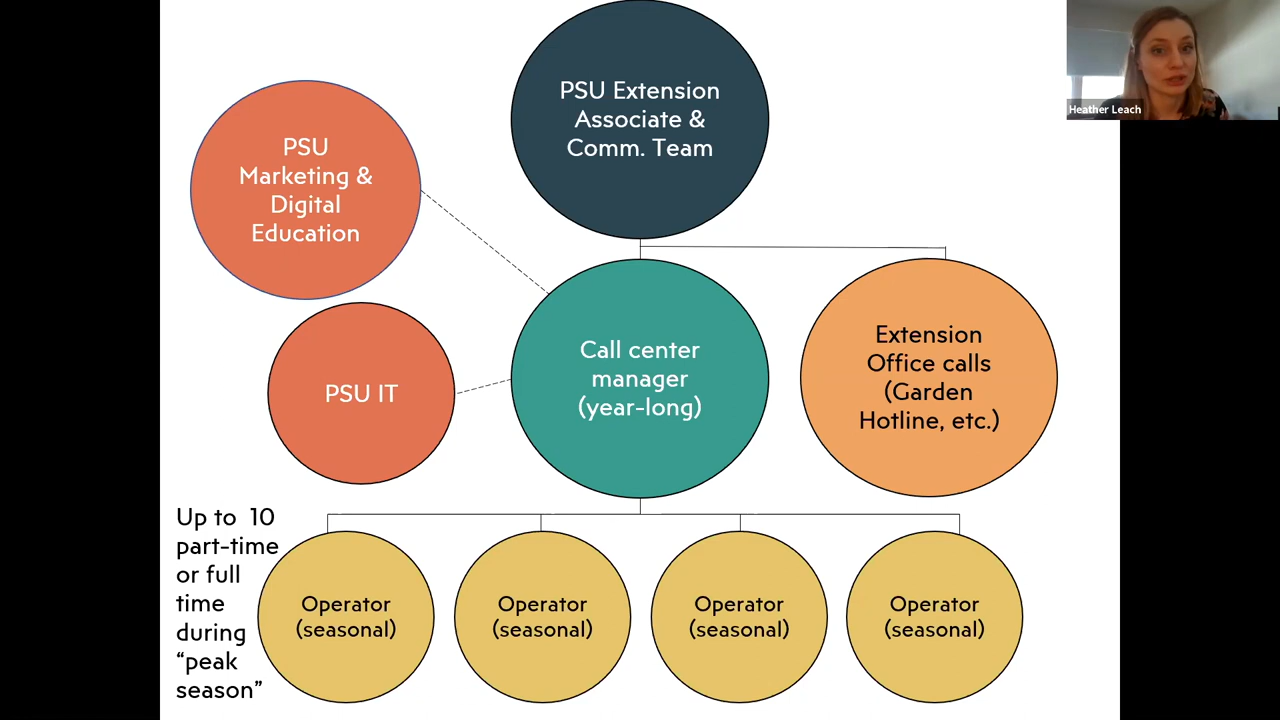 PSU Extension
Associate &
Comm. Team
Heather Leach
PSU
Marketing &
Digital
Education
Call center
manager
(year-long)
Extension
Office calls
(Garden
Hotline, etc.)
PSU IT
Up to 10
part-time
or full
time
during
“peak
season”
Operator
(seasonal)
Operator
(seasonal)
Operator
(seasonal)
Operator
(seasonal)